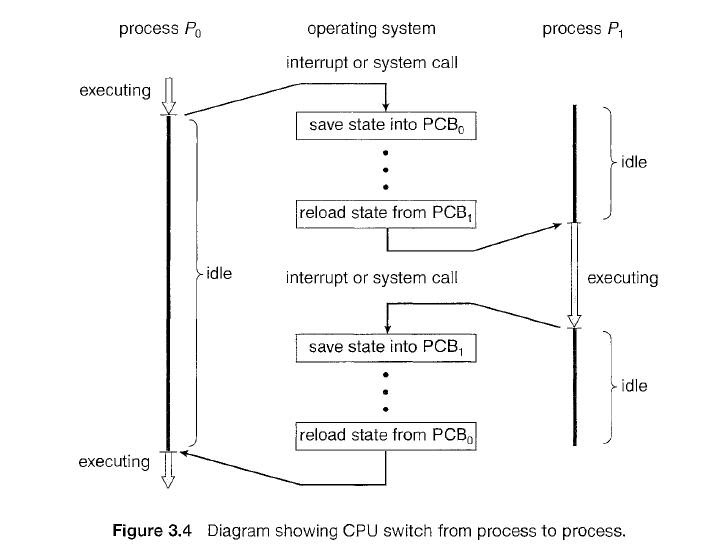 process P₀ operating system process P₁
interrupt or system call
executing
save state into PCB₀
idle
reload state from PCB₁
idle
interrupt or system call
executing
save state into PCB₁
idle
reload state from PCB₀
executing
Figure 3.4 Diagram showing CPU switch from process to process.